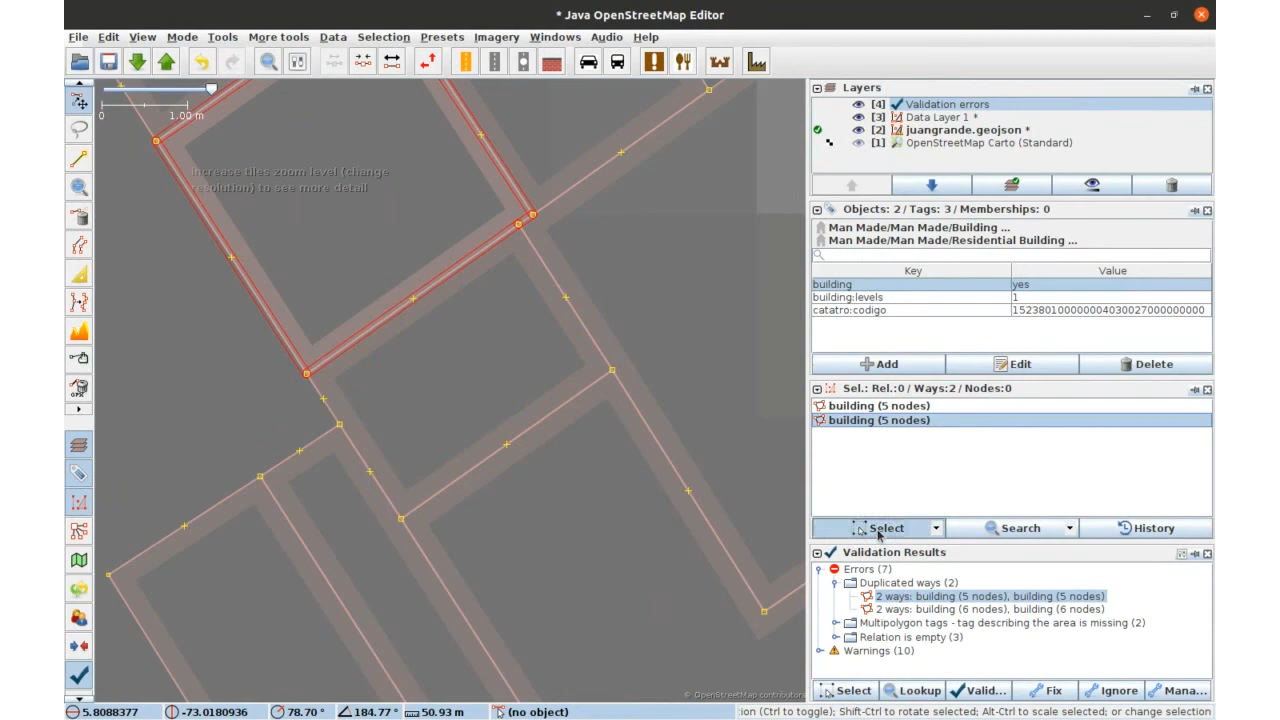 * Java OpenStreetMap Editor
File Edit View Mode Tools More tools Data Selection Presets Imagery Windows Audio Help
0 1.00 m
increase tiles zoom level (change
resolution) to see more detail
© OpenStreetMap contributors
Layers
[4] Validation errors
[3] Data Layer 1 *
[2] juangrande.geojson *
[1] OpenStreetMap Carto (Standard)
Objects: 2 / Tags: 3 / Memberships: 0
Man Made/Man Made/Building ...
Man Made/Man Made/Residential Building ...
Key Value
building yes
building:levels 1
catatro:codigo 152380100000004030027000000000
Add Edit Delete
Sel.: Rel.:0 / Ways:2 / Nodes:0
building (5 nodes)
building (5 nodes)
Select Search History
Validation Results
Errors (7)
Duplicated ways (2)
2 ways: building (5 nodes), building (5 nodes)
2 ways: building (6 nodes), building (6 nodes)
Multipolygon tags - tag describing the area is missing (2)
Relation is empty (3)
Warnings (10)
Select Lookup Valid... Fix Ignore Mana...
5.8088377 -73.0180936 78.70 ° 184.77° 50.93 m (no object) :ion (Ctrl to toggle); Shift-Ctrl to rotate selected; Alt-Ctrl to scale selected; or change selection